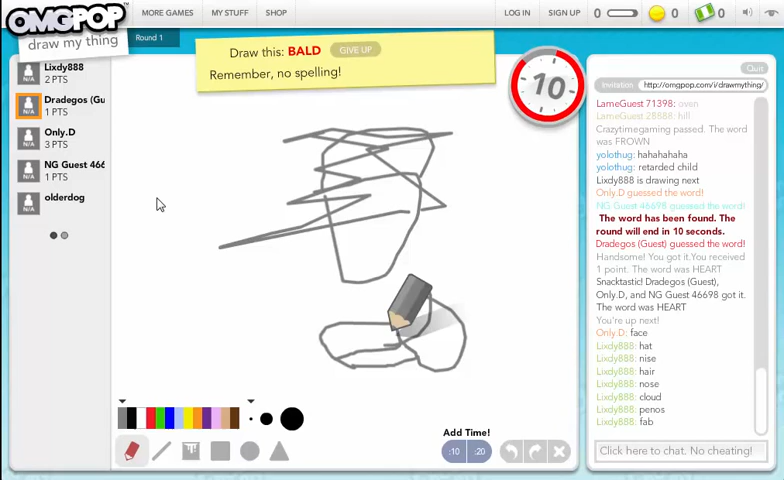 OMGPOP
draw my thing
MORE GAMES
MY STUFF
SHOP
LOG IN
SIGN UP
0
0
0
Round 1
Draw this: BALD
GIVE UP
Remember, no spelling!
10
N/A
Lixdy888
2 PTS
N/A
Dradegos (Gu
1 PTS
N/A
Only.D
3 PTS
N/A
NG Guest 466
1 PTS
N/A
olderdog
Add Time!
:10
:20
Quit
Invitation
http://omgpop.com/i/drawmything/
LameGuest 71398: oven
LameGuest 28588: hill
Crazytimegaming passed. The word
was FROWN
yolothug: hahahahaha
yolothug: retarded child
Lixdy888 is drawing next
Only.D guessed the word!
NG Guest 46698 guessed the word!
The word has been found. The
round will end in 10 seconds.
Dradegos (Guest) guessed the word!
Handsome! You got it.You received
1 point. The word was HEART
Snacktastic! Dradegos (Guest),
Only.D, and NG Guest 46698 got it.
The word was HEART
You're up next!
Only.D: face
Lixdy888: hat
Lixdy888: nise
Lixdy888: hair
Lixdy888: nose
Lixdy888: cloud
Lixdy888: penos
Lixdy888: fab
Click here to chat. No cheating!